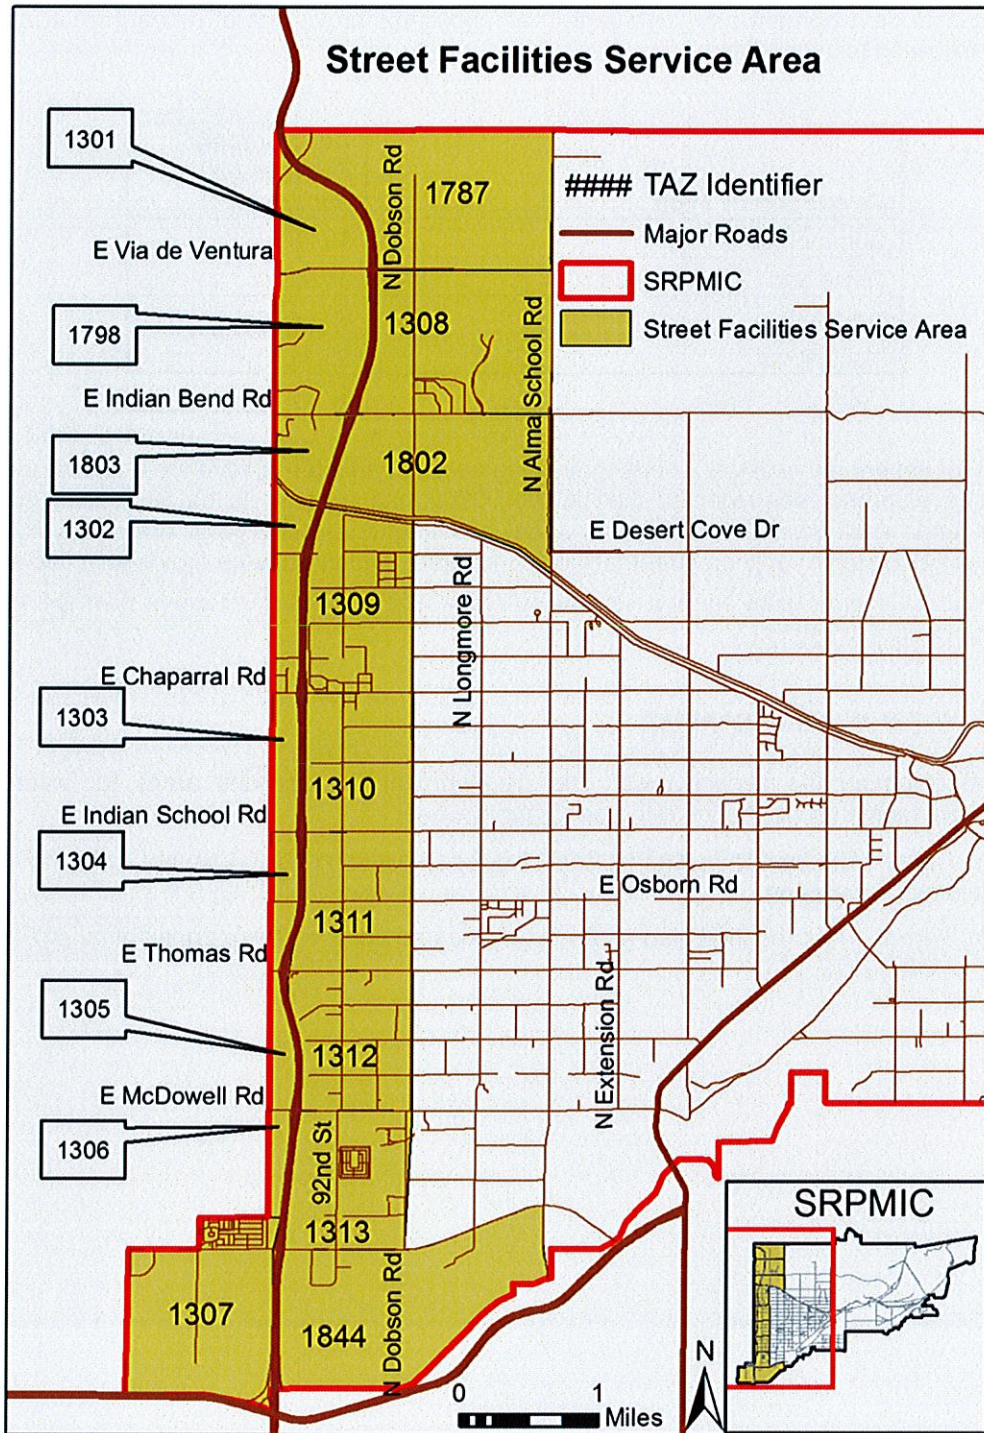 Street Facilities Service Area
1301
N Dobson Rd
1787
#### TAZ Identifier
Major Roads
E Via de Ventura
SRPMIC
1798
1308
Street Facilities Service Area
N Alma School Rd
E Indian Bend Rd
1803
1802
1302
E Desert Cove Dr
1309
N Longmore Rd
E Chaparral Rd
1303
1310
E Indian School Rd
1304
E Osborn Rd
1311
E Thomas Rd
1305
N Extension Rd
1312
E McDowell Rd
1306
92nd St
SRPMIC
1313
1307
N Dobson Rd
1844
N
0 1
Miles